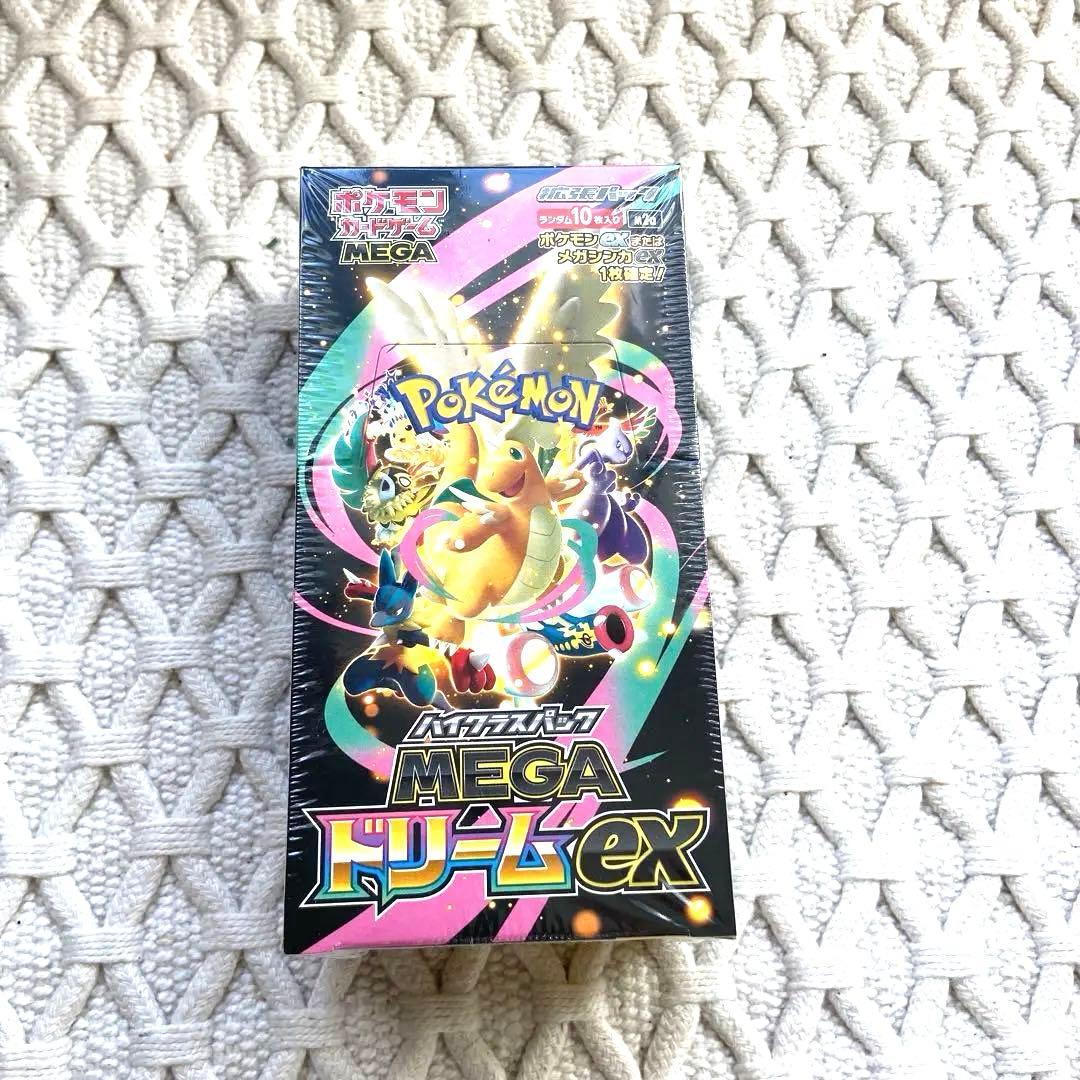 ポケモン
カードゲーム
MEGA
拡張パック
ランダム10枚入り M2a
ポケモンexまたは
メガシンカex
1枚確定!
POKéMON
ハイクラスパック
MEGA
ドリームex